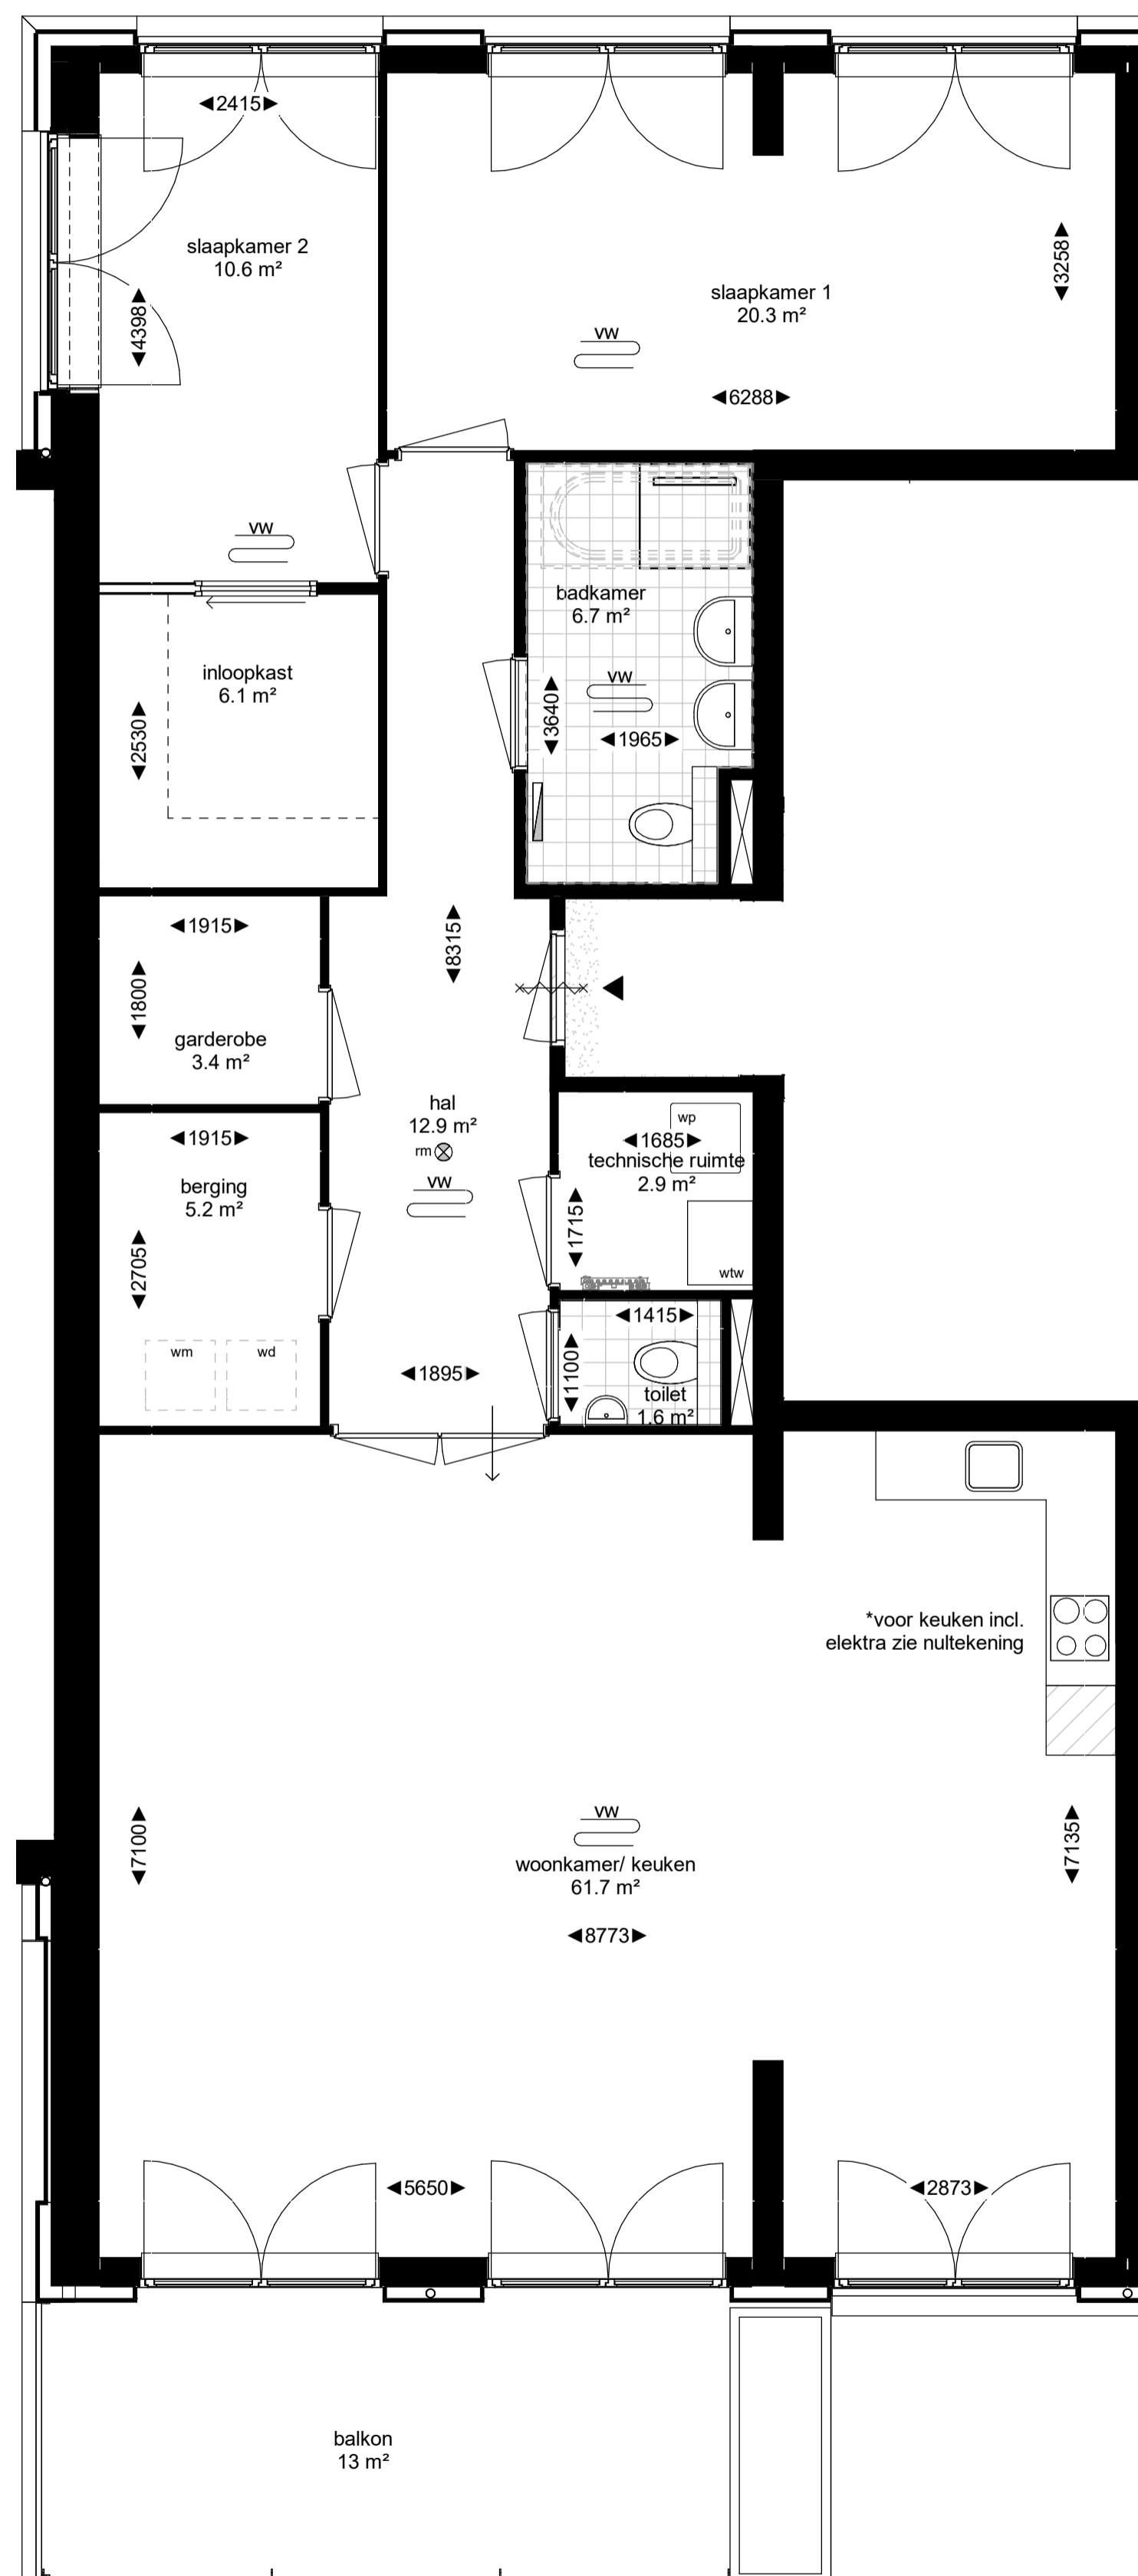 2415
slaapkamer 2
10.6 m²
4398
vw
slaapkamer 1
20.3 m²
3258
vw
6288
badkamer
6.7 m²
vw
3640
1965
inloopkast
6.1 m²
2530
1915
1800
garderobe
3.4 m²
8315
hal
12.9 m²
rm
vw
1915
berging
5.2 m²
2705
wm
wd
1895
wp
1685
technische ruimte
2.9 m²
1715
wtw
1415
1100
toilet
1.6 m²
*voor keuken incl.
elektra zie nultekening
7100
vw
woonkamer/ keuken
61.7 m²
8773
7135
5650
2873
balkon
13 m²